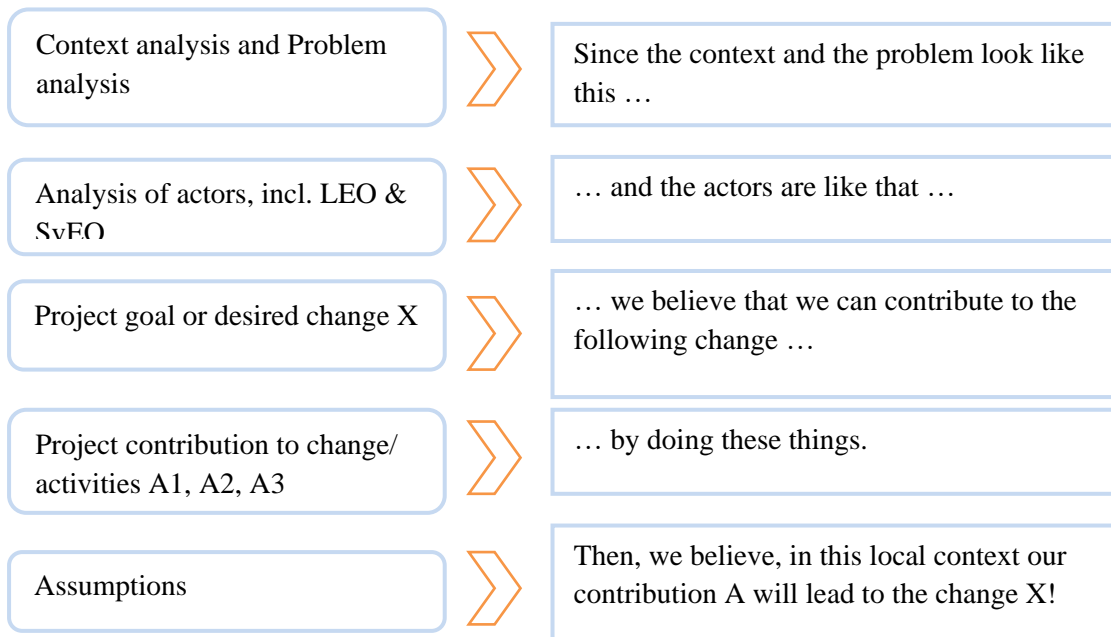 Context analysis and Problem
analysis
Since the context and the problem look like
this …
Analysis of actors, incl. LEO &
SvEO
… and the actors are like that …
Project goal or desired change X
… we believe that we can contribute to the
following change …
Project contribution to change/
activities A1, A2, A3
… by doing these things.
Assumptions
Then, we believe, in this local context our
contribution A will lead to the change X!